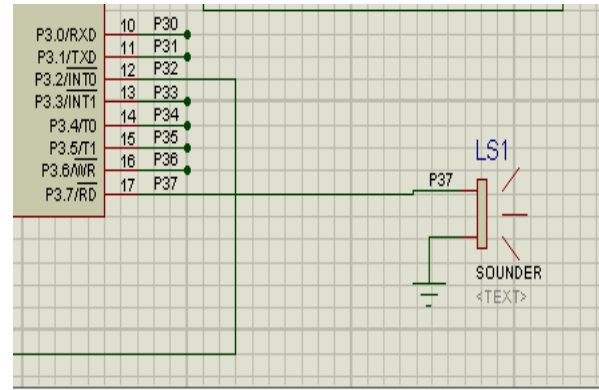 P3.0/RXD 10 P30
P3.1/TXD 11 P31
P3.2/INT0 12 P32
P3.3/INT1 13 P33
P3.4/T0 14 P34
P3.5/T1 15 P35
P3.6/WR 16 P36
P3.7/RD 17 P37
LS1
P37
SOUNDER
<TEXT>